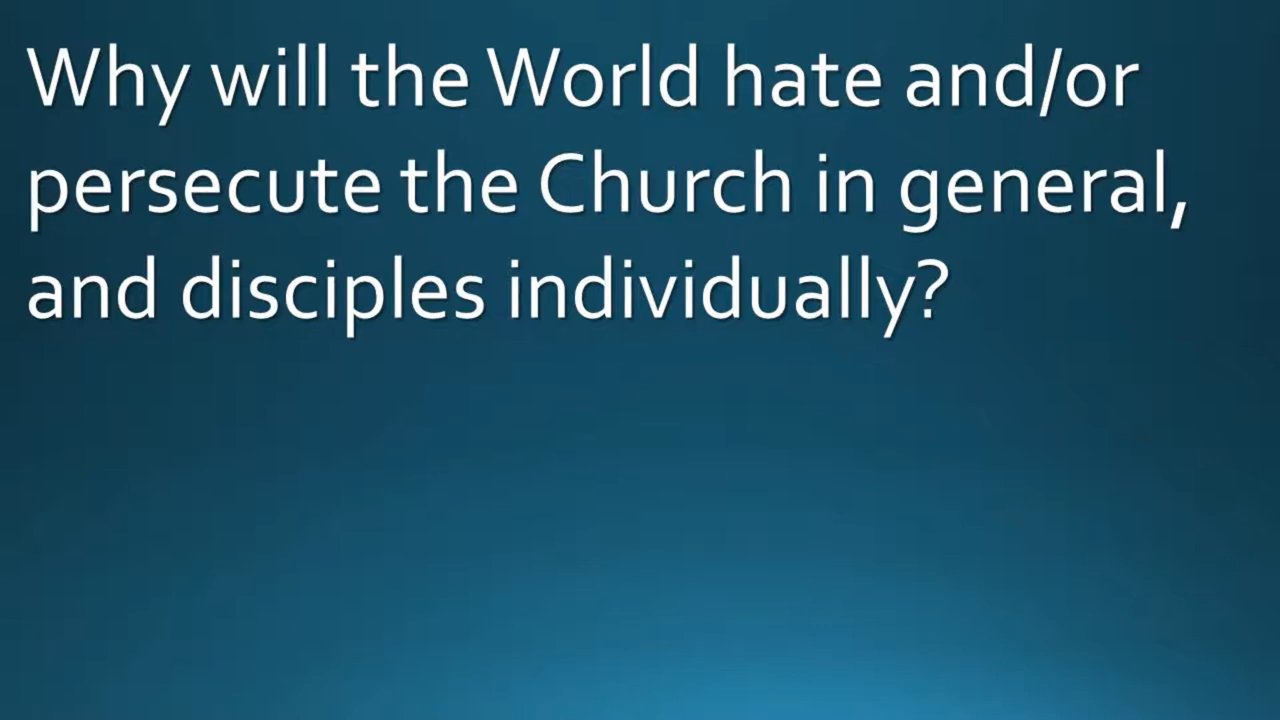 Why will the World hate and/or
persecute the Church in general,
and disciples individually?